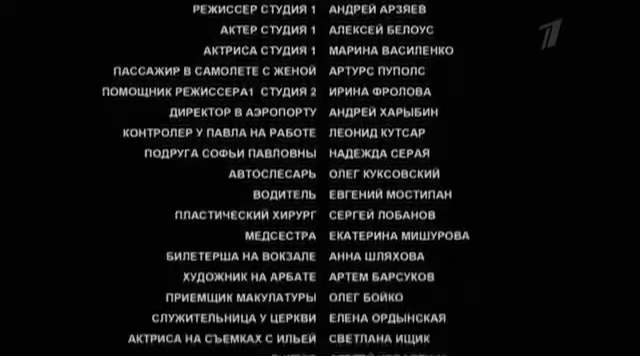 РЕЖИССЕР СТУДИЯ 1 АНДРЕЙ АРЗЯЕВ
АКТЕР СТУДИЯ 1 АЛЕКСЕЙ БЕЛОУС
АКТРИСА СТУДИЯ 1 МАРИНА ВАСИЛЕНКО
ПАССАЖИР В САМОЛЕТЕ С ЖЕНОЙ АРТУРС ПУПОЛС
ПОМОЩНИК РЕЖИССЕРА1 СТУДИЯ 2 ИРИНА ФРОЛОВА
ДИРЕКТОР В АЭРОПОРТУ АНДРЕЙ ХАРЫБИН
КОНТРОЛЕР У ПАВЛА НА РАБОТЕ ЛЕОНИД КУТСАР
ПОДРУГА СОФЬИ ПАВЛОВНЫ НАДЕЖДА СЕРАЯ
АВТОСЛЕСАРЬ ОЛЕГ КУКСОВСКИЙ
ВОДИТЕЛЬ ЕВГЕНИЙ МОСТИПАН
ПЛАСТИЧЕСКИЙ ХИРУРГ СЕРГЕЙ ЛОБАНОВ
МЕДСЕСТРА ЕКАТЕРИНА МИШУРОВА
БИЛЕТЕРША НА ВОКЗАЛЕ АННА ШЛЯХОВА
ХУДОЖНИК НА АРБАТЕ АРТЕМ БАРСУКОВ
ПРИЕМЩИК МАКУЛАТУРЫ ОЛЕГ БОЙКО
СЛУЖИТЕЛЬНИЦА У ЦЕРКВИ ЕЛЕНА ОРДЫНСКАЯ
АКТРИСА НА СЪЕМКАХ С ИЛЬЕЙ СВЕТЛАНА ИЩИК